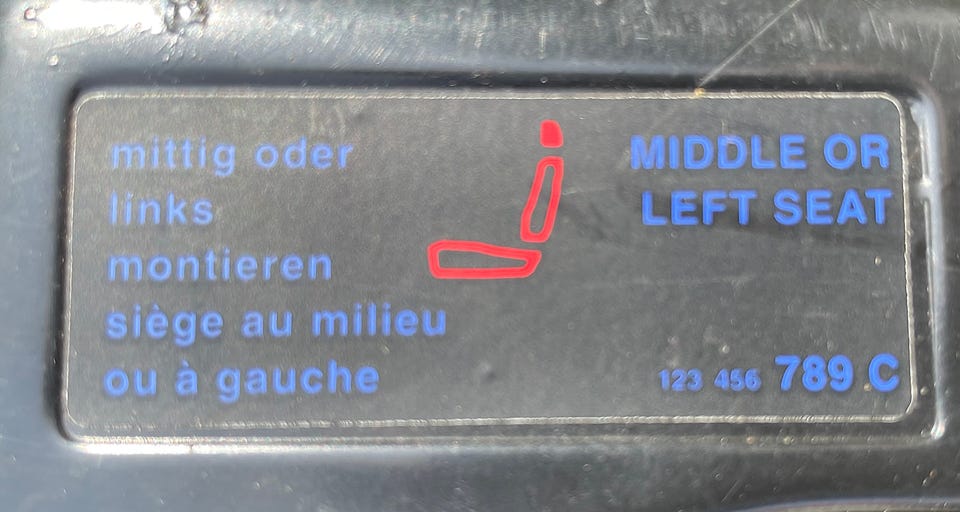 mittig oder
links
montieren
siège au milieu
ou à gauche
MIDDLE OR
LEFT SEAT
123 456 789 C